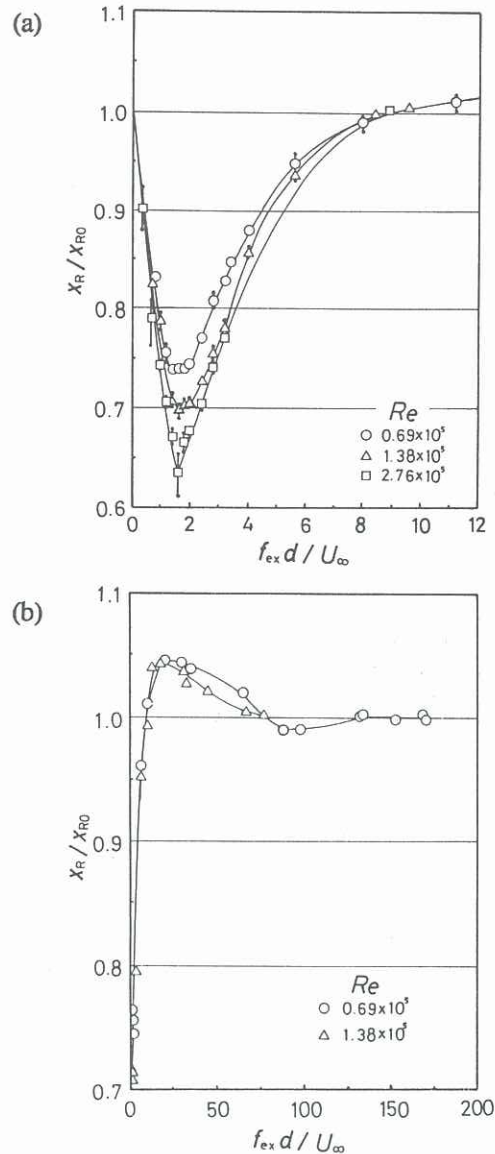 (a)
1.1
1.0
0.9
0.8
0.7
0.6
x_R / x_R0
Re
○ 0.69×10⁵
△ 1.38×10⁵
□ 2.76×10⁵
0 2 4 6 8 10 12
f_ex d / U_∞
(b)
1.1
1.0
0.9
0.8
0.7
x_R / x_R0
Re
○ 0.69×10⁵
△ 1.38×10⁵
0 50 100 150 200
f_ex d / U_∞